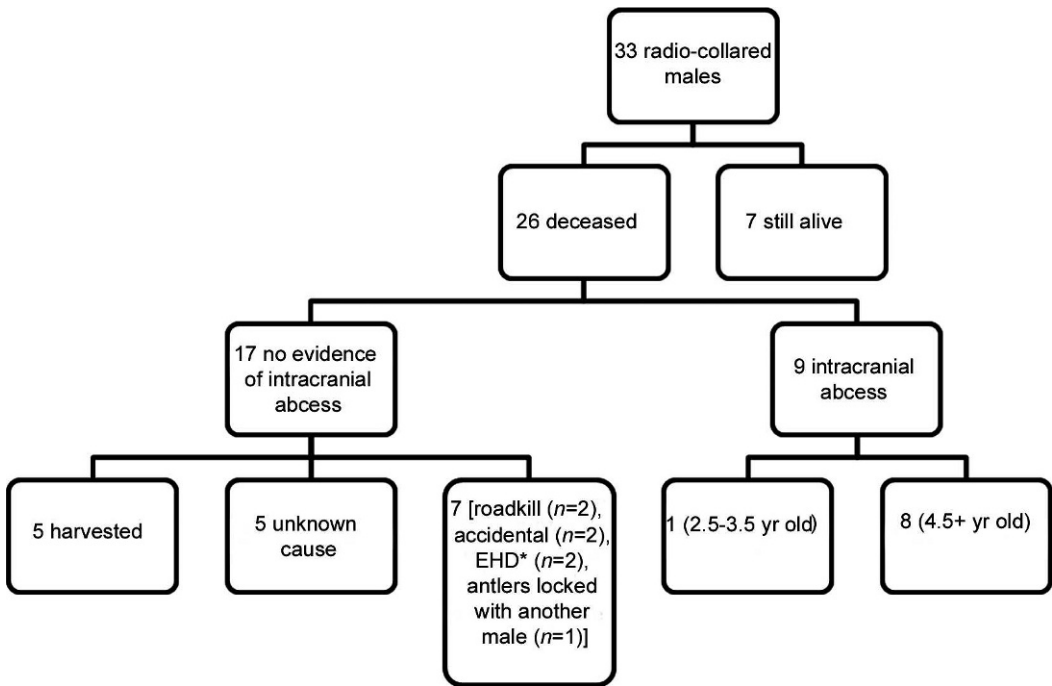 33 radio-collared
males
26 deceased
7 still alive
17 no evidence
of intracranial
abcess
9 intracranial
abcess
5 harvested
5 unknown
cause
7 [roadkill (n=2),
accidental (n=2),
EHD* (n=2),
antlers locked
with another
male (n=1)]
1 (2.5-3.5 yr old)
8 (4.5+ yr old)